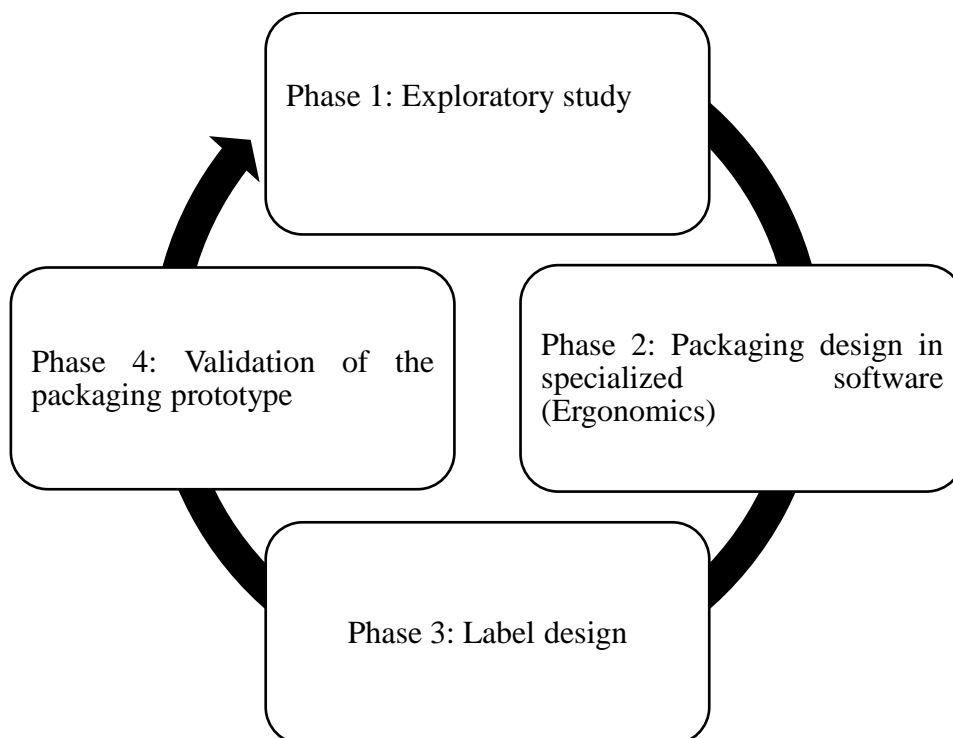 Phase 1: Exploratory study
Phase 2: Packaging design in
specialized software
(Ergonomics)
Phase 3: Label design
Phase 4: Validation of the
packaging prototype